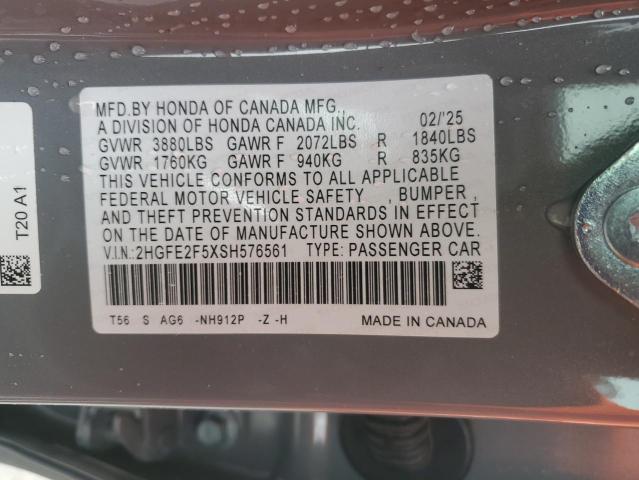 MFD.BY HONDA OF CANADA MFG.,
A DIVISION OF HONDA CANADA INC. 02/'25
GVWR 3880LBS GAWR F 2072LBS R 1840LBS
GVWR 1760KG GAWR F 940KG R 835KG
THIS VEHICLE CONFORMS TO ALL APPLICABLE
FEDERAL MOTOR VEHICLE SAFETY , BUMPER ,
AND THEFT PREVENTION STANDARDS IN EFFECT
ON THE DATE OF MANUFACTURE SHOWN ABOVE.
V.I.N:2HGFE2F5XSH576561 TYPE: PASSENGER CAR
T56 S AG6 -NH912P -Z -H MADE IN CANADA
T20 A1